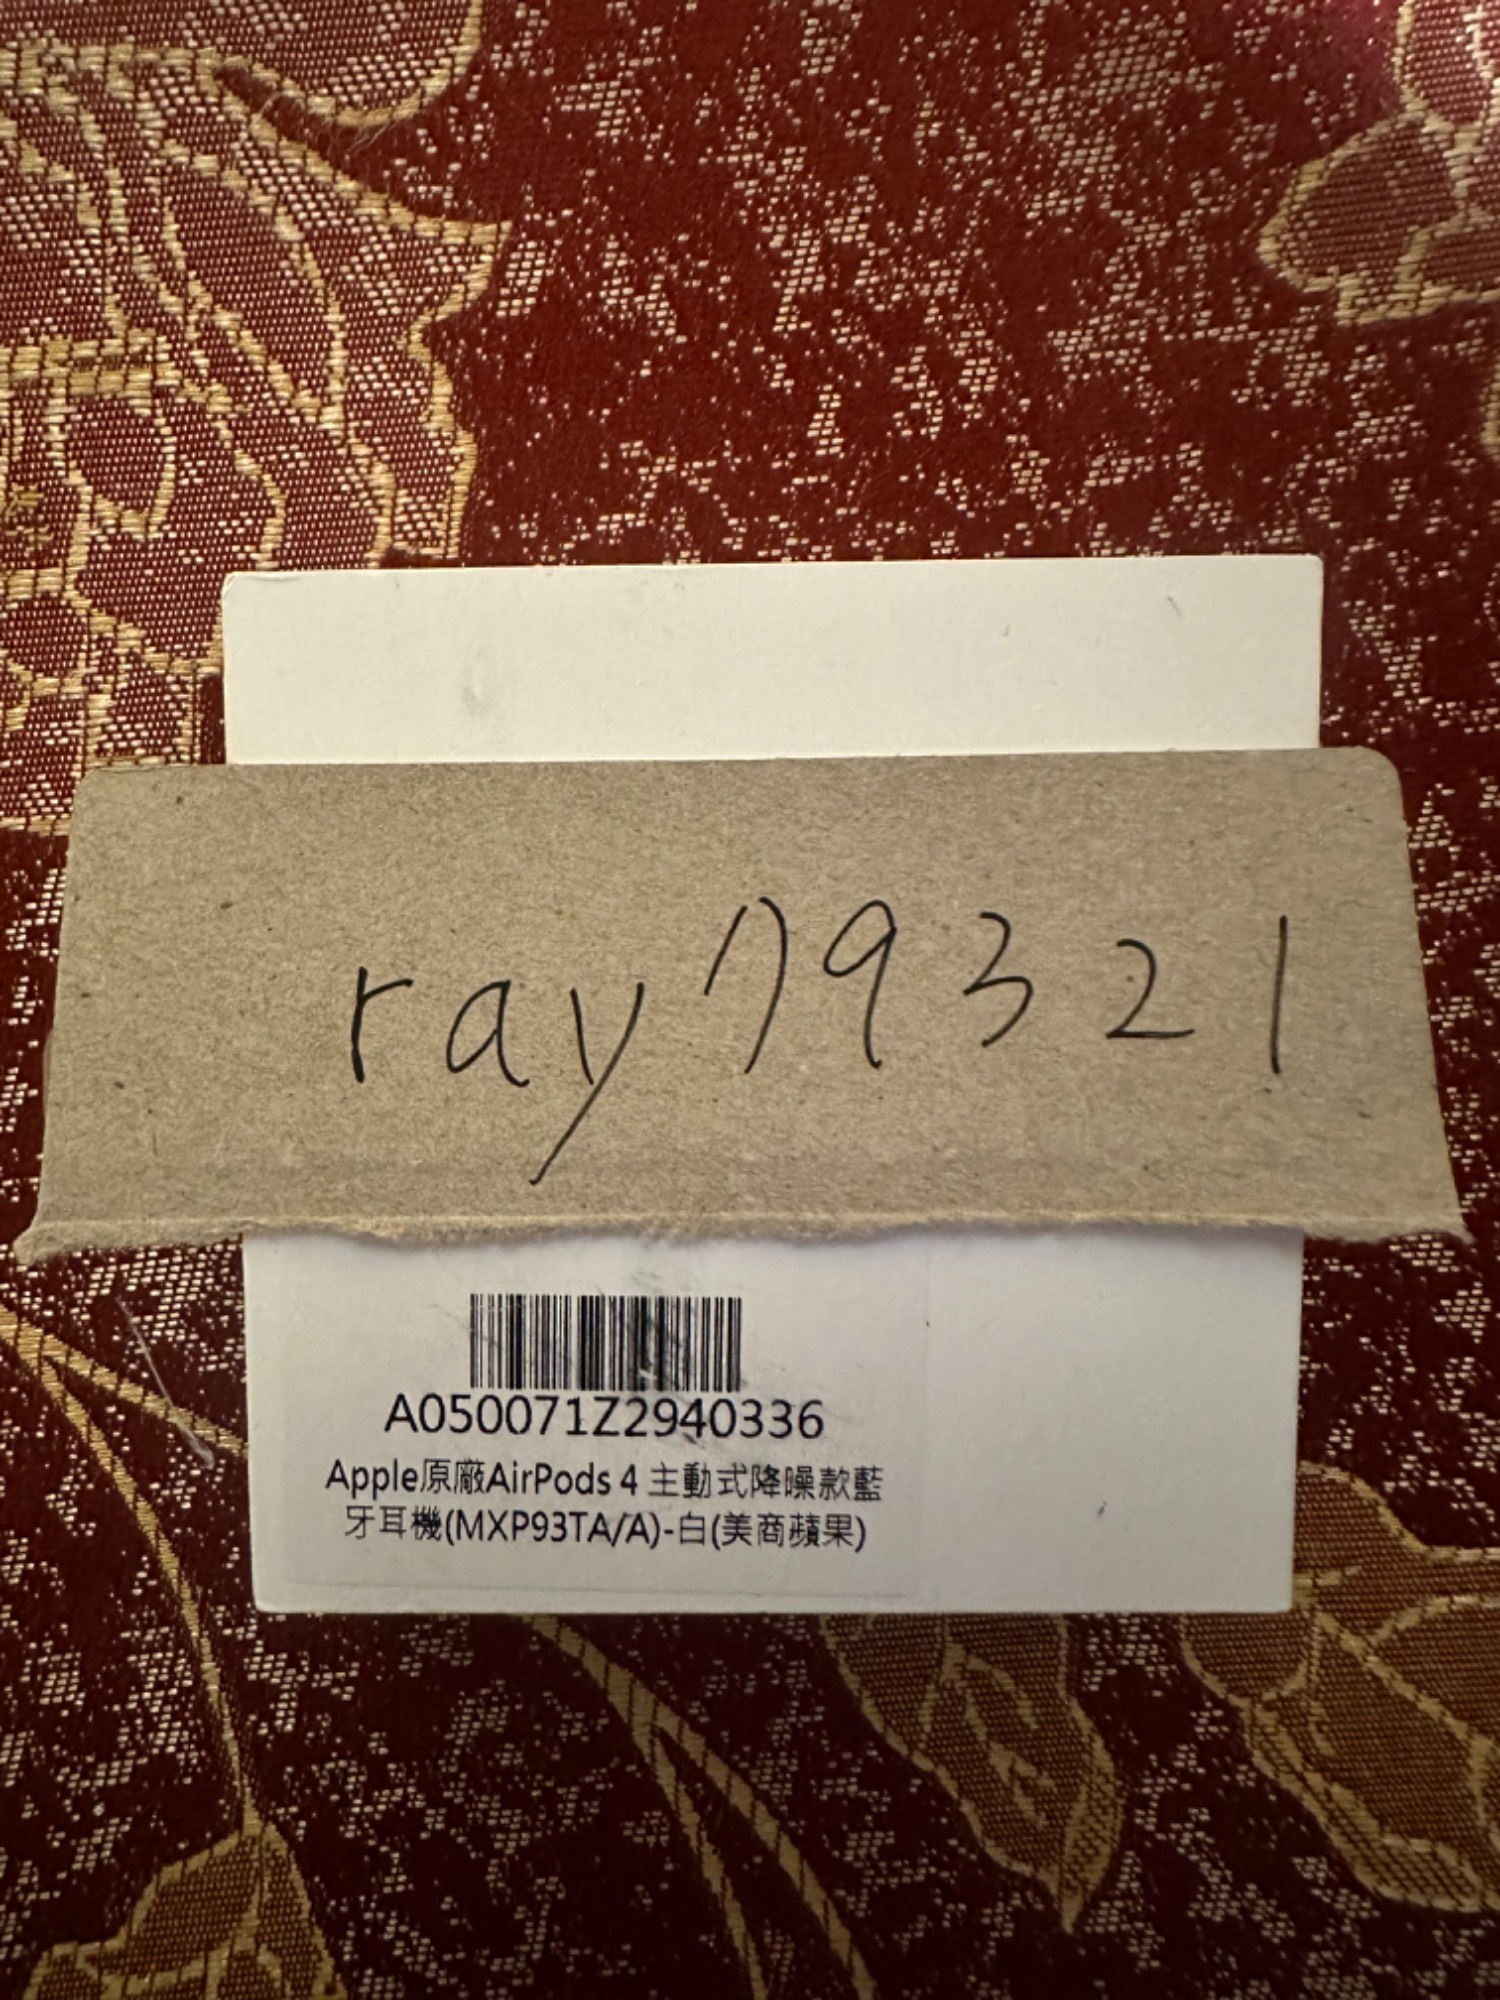 ray79321
A050071Z2940336
Apple原廠AirPods 4 主動式降噪款藍
牙耳機(MXP93TA/A)-白(美商蘋果)